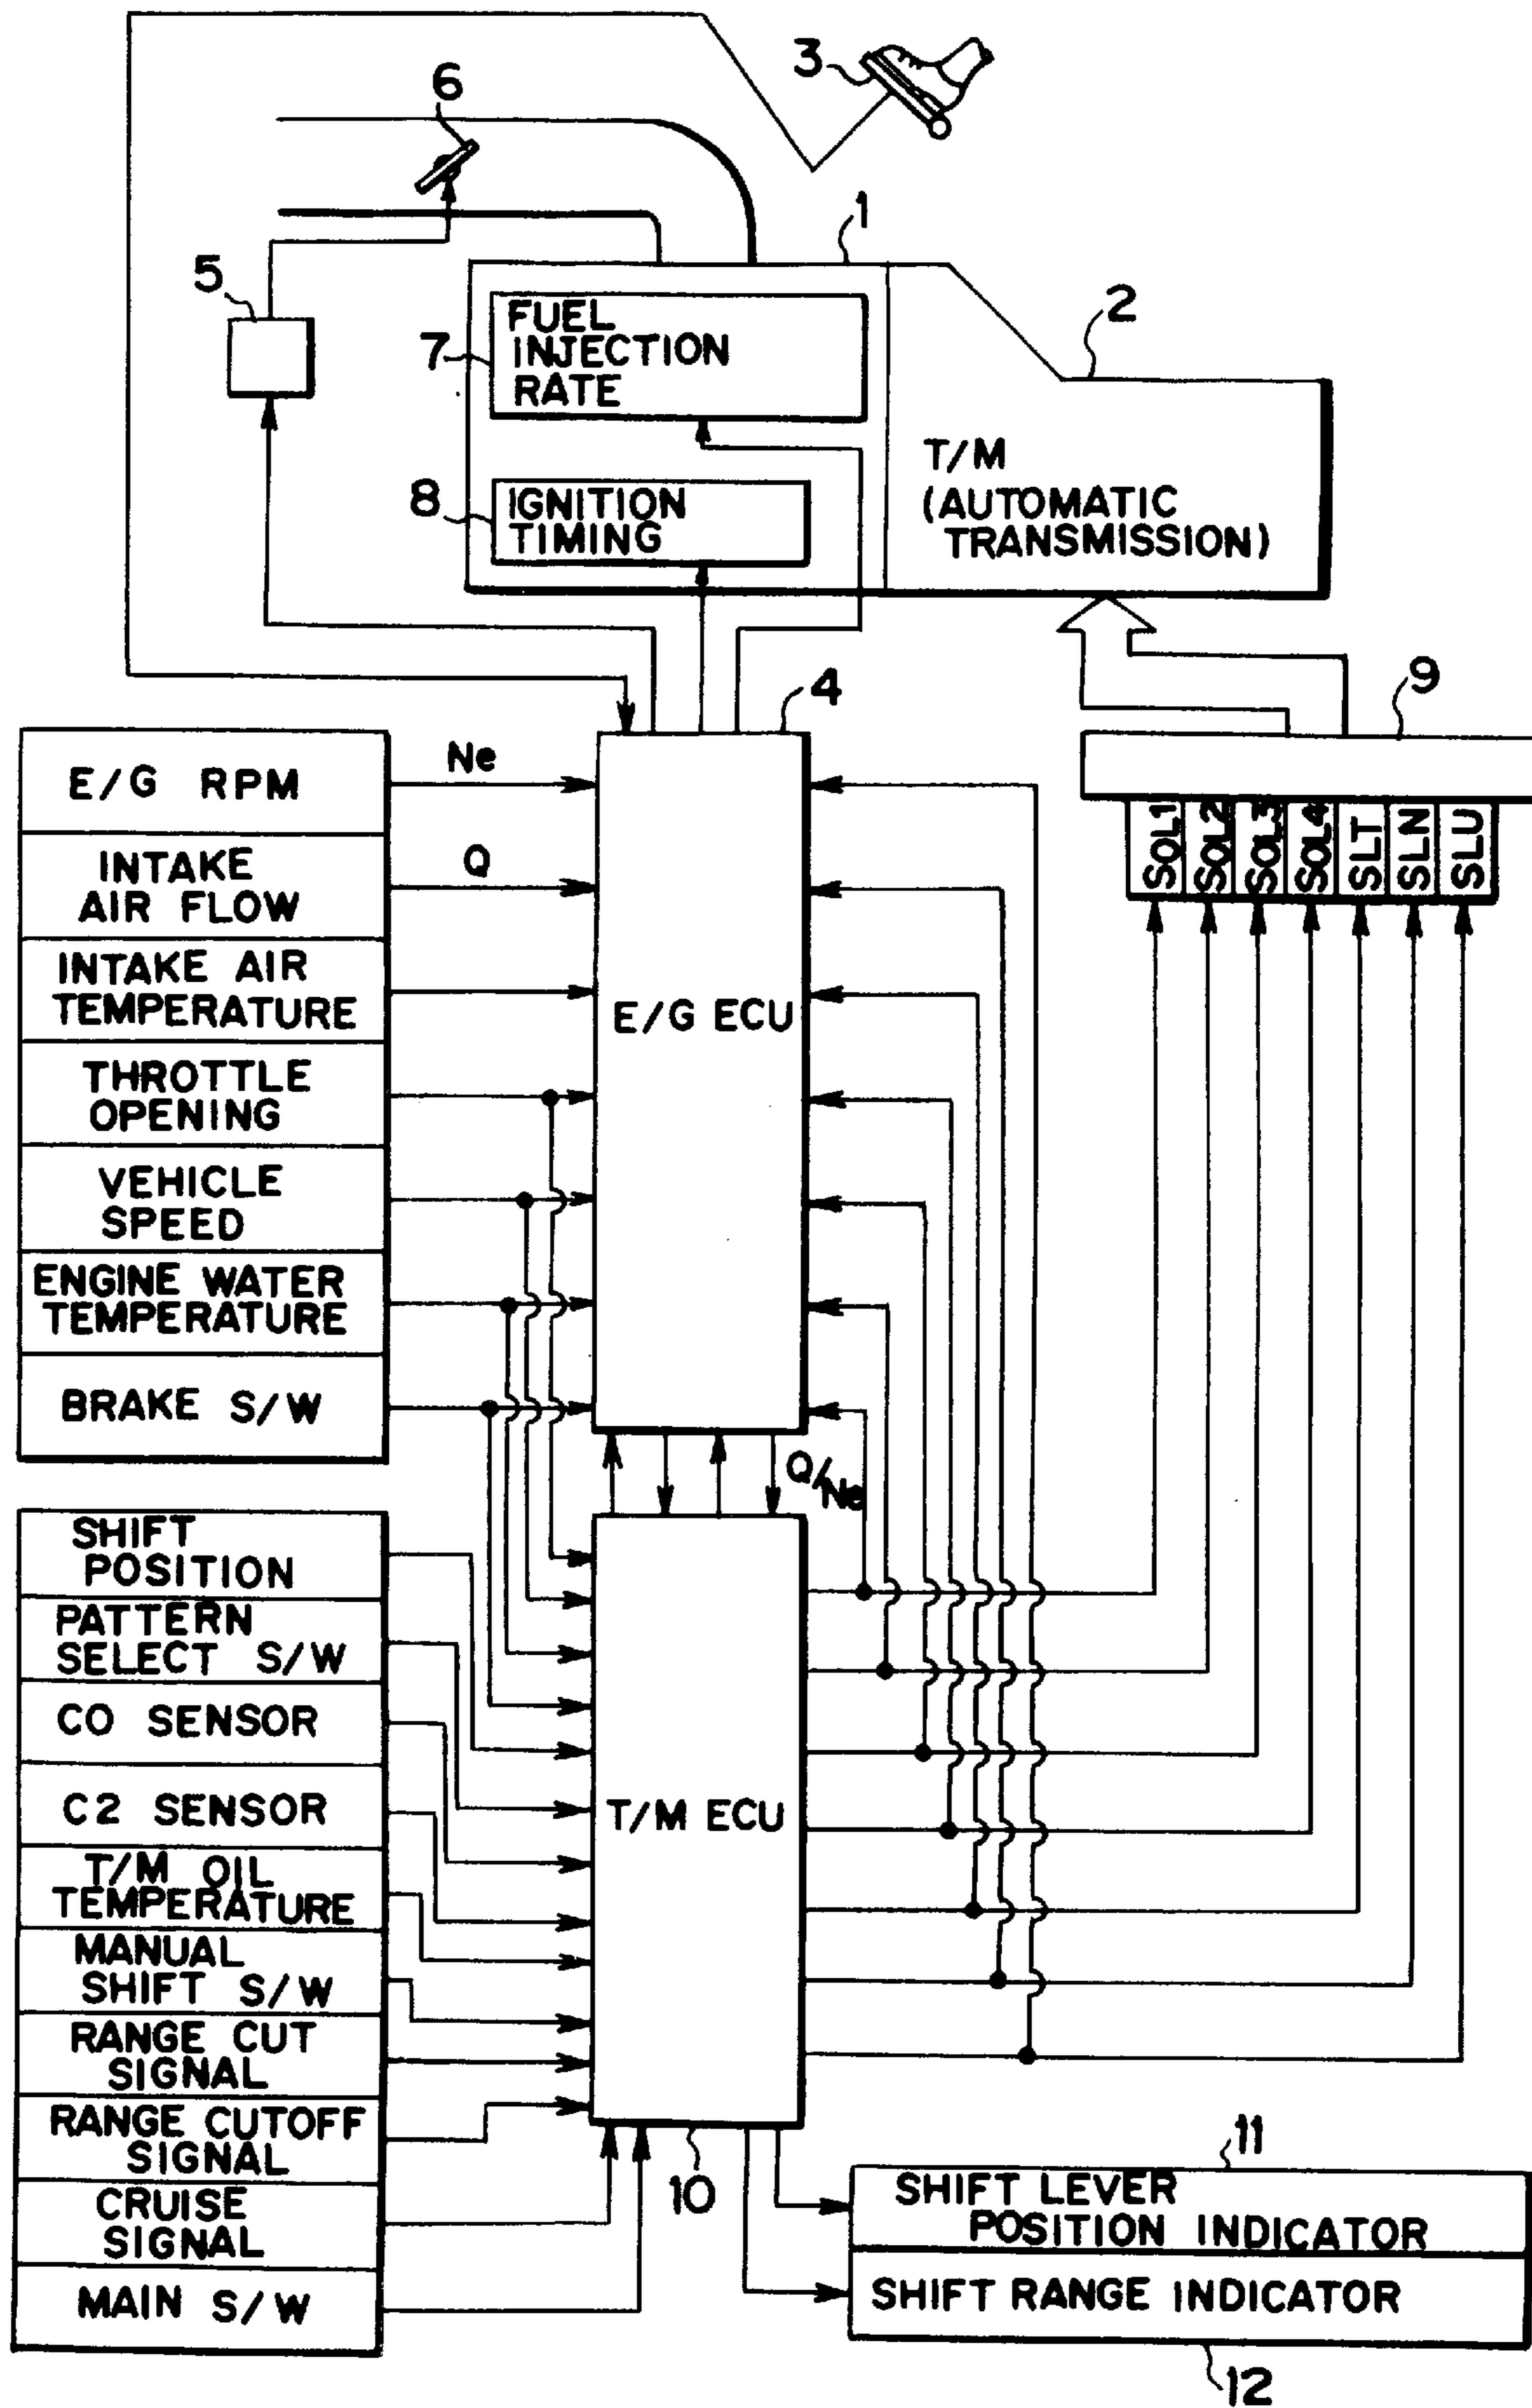 3
6
1
5
2
FUEL
INJECTION
RATE
7
T/M
(AUTOMATIC
TRANSMISSION)
8
IGNITION
TIMING
4
9
Ne
E/G RPM
SOL1
SOL2
SOL3
SOL4
SLT
SLN
SLU
INTAKE
AIR FLOW
Q
INTAKE AIR
TEMPERATURE
E/G ECU
THROTTLE
OPENING
VEHICLE
SPEED
ENGINE WATER
TEMPERATURE
BRAKE S/W
Q/Ne
SHIFT
POSITION
PATTERN
SELECT S/W
CO SENSOR
C2 SENSOR
T/M ECU
T/M OIL
TEMPERATURE
MANUAL
SHIFT S/W
RANGE CUT
SIGNAL
RANGE CUTOFF
SIGNAL
CRUISE
SIGNAL
MAIN S/W
10
11
SHIFT LEVER
POSITION INDICATOR
SHIFT RANGE INDICATOR
12